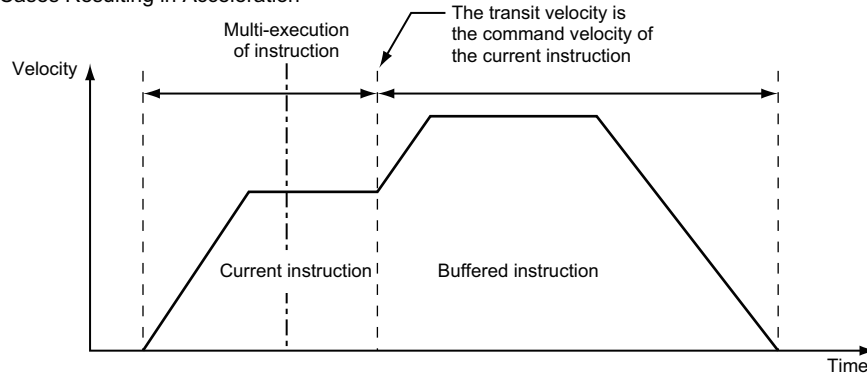 Cases Resulting in Acceleration
The transit velocity is
the command velocity of
the current instruction
Multi-execution
of instruction
Velocity
Current instruction
Buffered instruction
Time